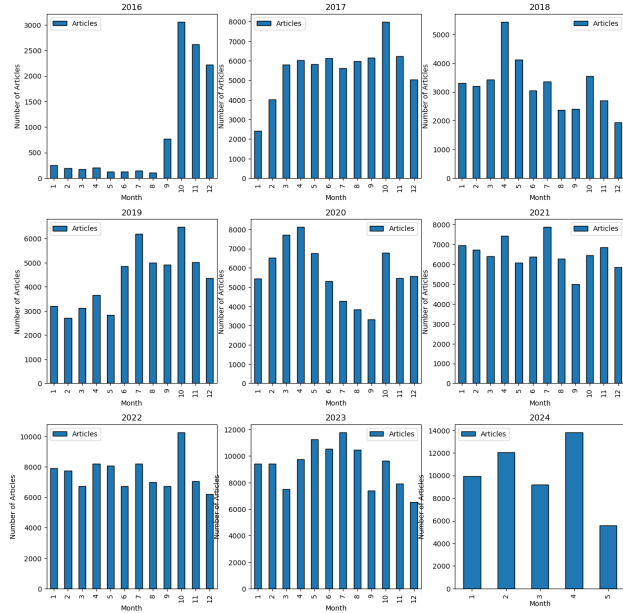 2016
Articles
3000
2500
2000
1500
1000
500
0
Number of Articles
1 2 3 4 5 6 7 8 9 10 11 12
Month
2017
Articles
8000
7000
6000
5000
4000
3000
2000
1000
0
Number of Articles
1 2 3 4 5 6 7 8 9 10 11 12
Month
2018
Articles
5000
4000
3000
2000
1000
0
Number of Articles
1 2 3 4 5 6 7 8 9 10 11 12
Month
2019
Articles
6000
5000
4000
3000
2000
1000
0
Number of Articles
1 2 3 4 5 6 7 8 9 10 11 12
Month
2020
Articles
8000
7000
6000
5000
4000
3000
2000
1000
0
Number of Articles
1 2 3 4 5 6 7 8 9 10 11 12
Month
2021
Articles
8000
7000
6000
5000
4000
3000
2000
1000
0
Number of Articles
1 2 3 4 5 6 7 8 9 10 11 12
Month
2022
Articles
10000
8000
6000
4000
2000
0
Number of Articles
1 2 3 4 5 6 7 8 9 10 11 12
Month
2023
Articles
12000
10000
8000
6000
4000
2000
0
Number of Articles
1 2 3 4 5 6 7 8 9 10 11 12
Month
2024
Articles
14000
12000
10000
8000
6000
4000
2000
0
Number of Articles
1 2 3 4 5
Month